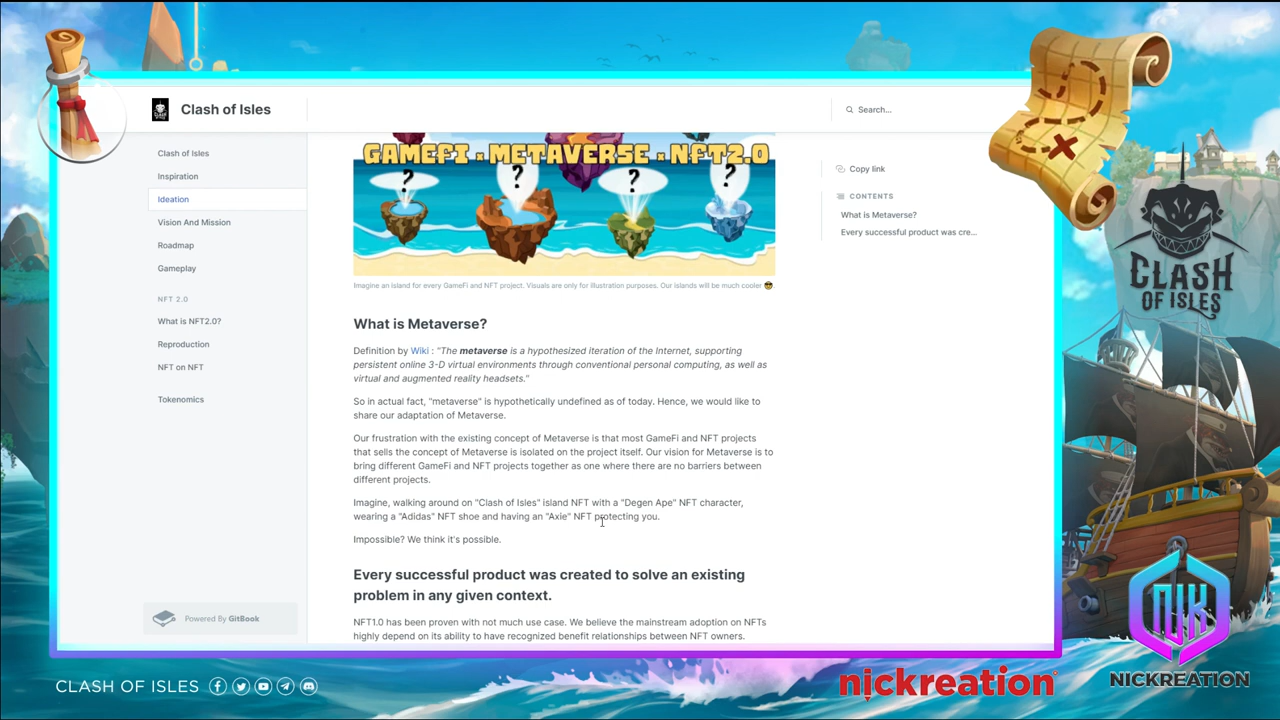 Clash of Isles
Search...
Clash of Isles
Inspiration
Ideation
Vision And Mission
Roadmap
Gameplay
NFT 2.0
What is NFT2.0?
Reproduction
NFT on NFT
Tokenomics
Powered By GitBook
GAMEFI x METAVERSE x NFT2.0
? ? ? ?
Imagine an Island for every GameFi and NFT project. Visuals are only for illustration purposes. Our islands will be much cooler 😎
What is Metaverse?
Definition by Wiki : "The metaverse is a hypothesized iteration of the Internet, supporting
persistent online 3-D virtual environments through conventional personal computing, as well as
virtual and augmented reality headsets."
So in actual fact, "metaverse" is hypothetically undefined as of today. Hence, we would like to
share our adaptation of Metaverse.
Our frustration with the existing concept of Metaverse is that most GameFi and NFT projects
that sells the concept of Metaverse is isolated on the project itself. Our vision for Metaverse is to
bring different GameFi and NFT projects together as one where there are no barriers between
different projects.
Imagine, walking around on "Clash of Isles" island NFT with a "Degen Ape" NFT character,
wearing a "Adidas" NFT shoe and having an "Axie" NFT protecting you.
Impossible? We think it's possible.
Every successful product was created to solve an existing
problem in any given context.
NFT1.0 has been proven with not much use case. We believe the mainstream adoption on NFTs
highly depend on its ability to have recognized benefit relationships between NFT owners.
Copy link
CONTENTS
What is Metaverse?
Every successful product was cre...
CLASH
OF ISLES
NICKREATION
CLASH OF ISLES
nickreation